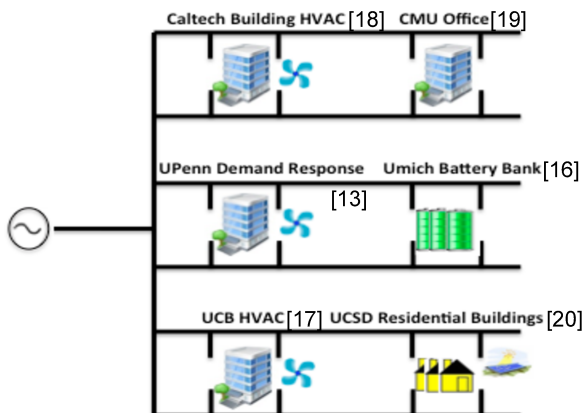 Caltech Building HVAC [18] CMU Office [19]
UPenn Demand Response Umich Battery Bank [16]
[13]
UCB HVAC [17] UCSD Residential Buildings [20]